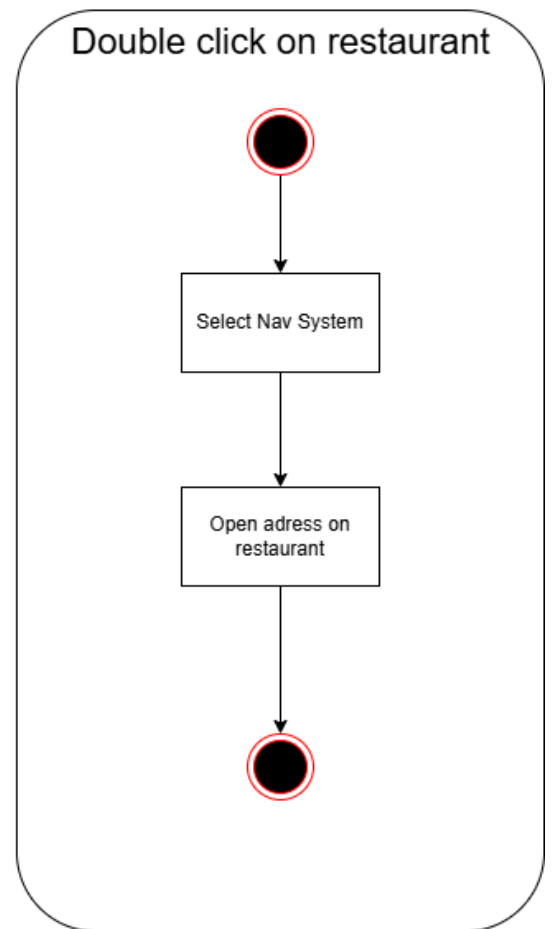 Double click on restaurant
Select Nav System
Open adress on
restaurant